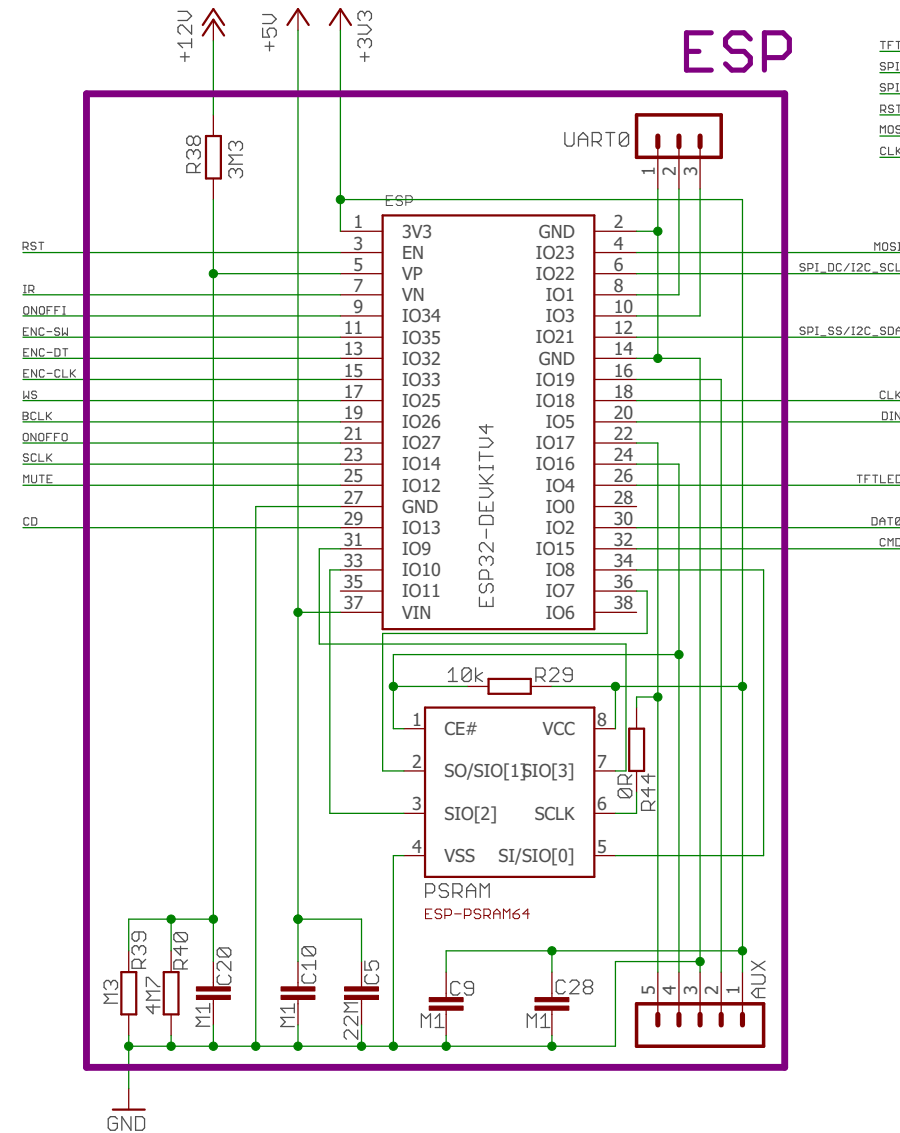 +12V
+5V
+3V3
ESP
TFT
SPI
SPI
RST
MOS
CLK
R38
3M3
UART0
1
2
3
ESP
1 3V3 GND 2
RST 3 EN IO23 4 MOSI
5 VP IO22 6 SPI_DC/I2C_SCL
IR 7 VN IO1 8
ONOFFI 9 IO34 IO3 10
ENC-SW 11 IO35 IO21 12 SPI_SS/I2C_SDA
ENC-DT 13 IO32 GND 14
ENC-CLK 15 IO33 IO19 16
WS 17 IO25 IO18 18 CLK
BCLK 19 IO26 IO5 20 DIN
ONOFFO 21 IO27 IO17 22
SCLK 23 IO14 IO16 24
MUTE 25 IO12 IO4 26 TFTLED
27 GND IO0 28
CD 29 IO13 IO2 30 DAT0
31 IO9 IO15 32 CMD
33 IO10 IO8 34
35 IO11 IO7 36
37 VIN IO6 38
ESP32-DEVKITV4
10k R29
1 CE# VCC 8
2 SO/SIO[1] SIO[3] 7
3 SIO[2] SCLK 6
4 VSS SI/SIO[0] 5
0R
R44
PSRAM
ESP-PSRAM64
M3
R39
4M7
R40
M1
C20
M1
C10
22M
C5
C9
M1
C28
M1
5
4
3
2
1
AUX
GND